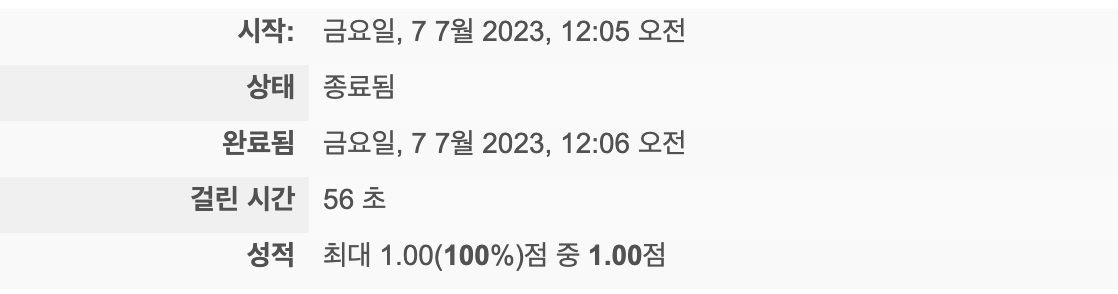 시작: 금요일, 7 7월 2023, 12:05 오전
상태 종료됨
완료됨 금요일, 7 7월 2023, 12:06 오전
걸린 시간 56 초
성적 최대 1.00(100%)점 중 1.00점